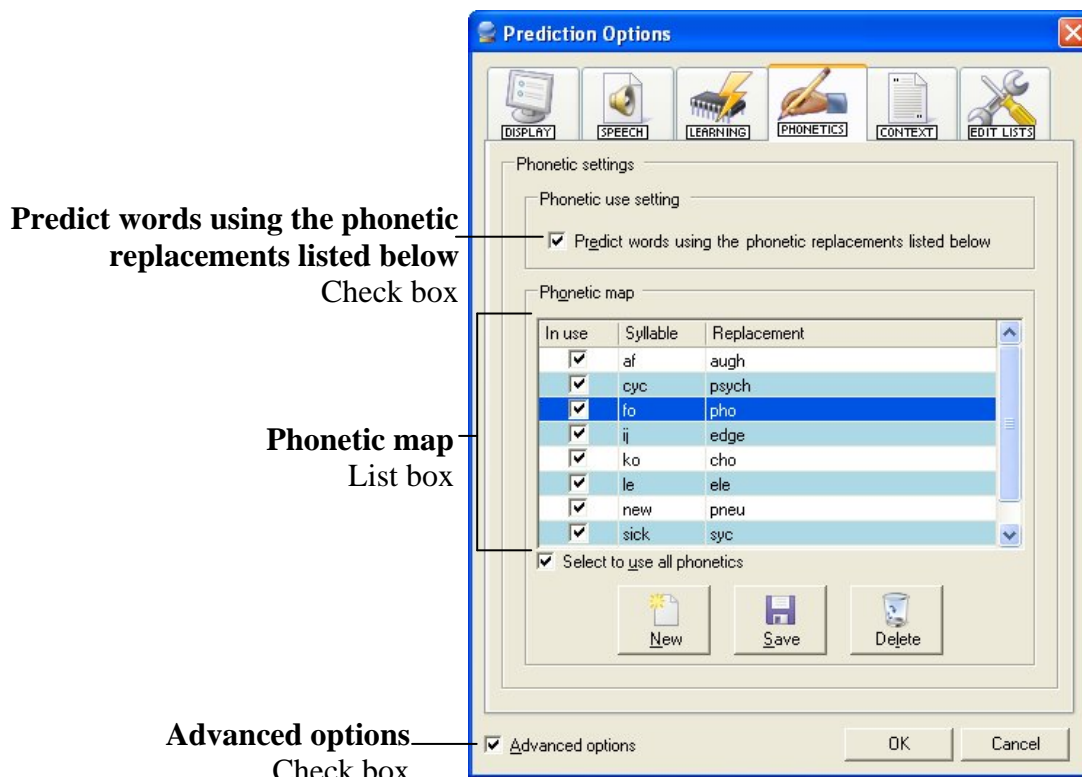 Prediction Options
DISPLAY SPEECH LEARNING PHONETICS CONTEXT EDIT LISTS
Phonetic settings
Phonetic use setting
Predict words using the phonetic
replacements listed below
Check box
Predict words using the phonetic replacements listed below
Phonetic map
In use Syllable Replacement
af augh
cyc psych
fo pho
ij edge
ko cho
le ele
new pneu
sick syc
Phonetic map
List box
Select to use all phonetics
New Save Delete
Advanced options
Check box
Advanced options OK Cancel